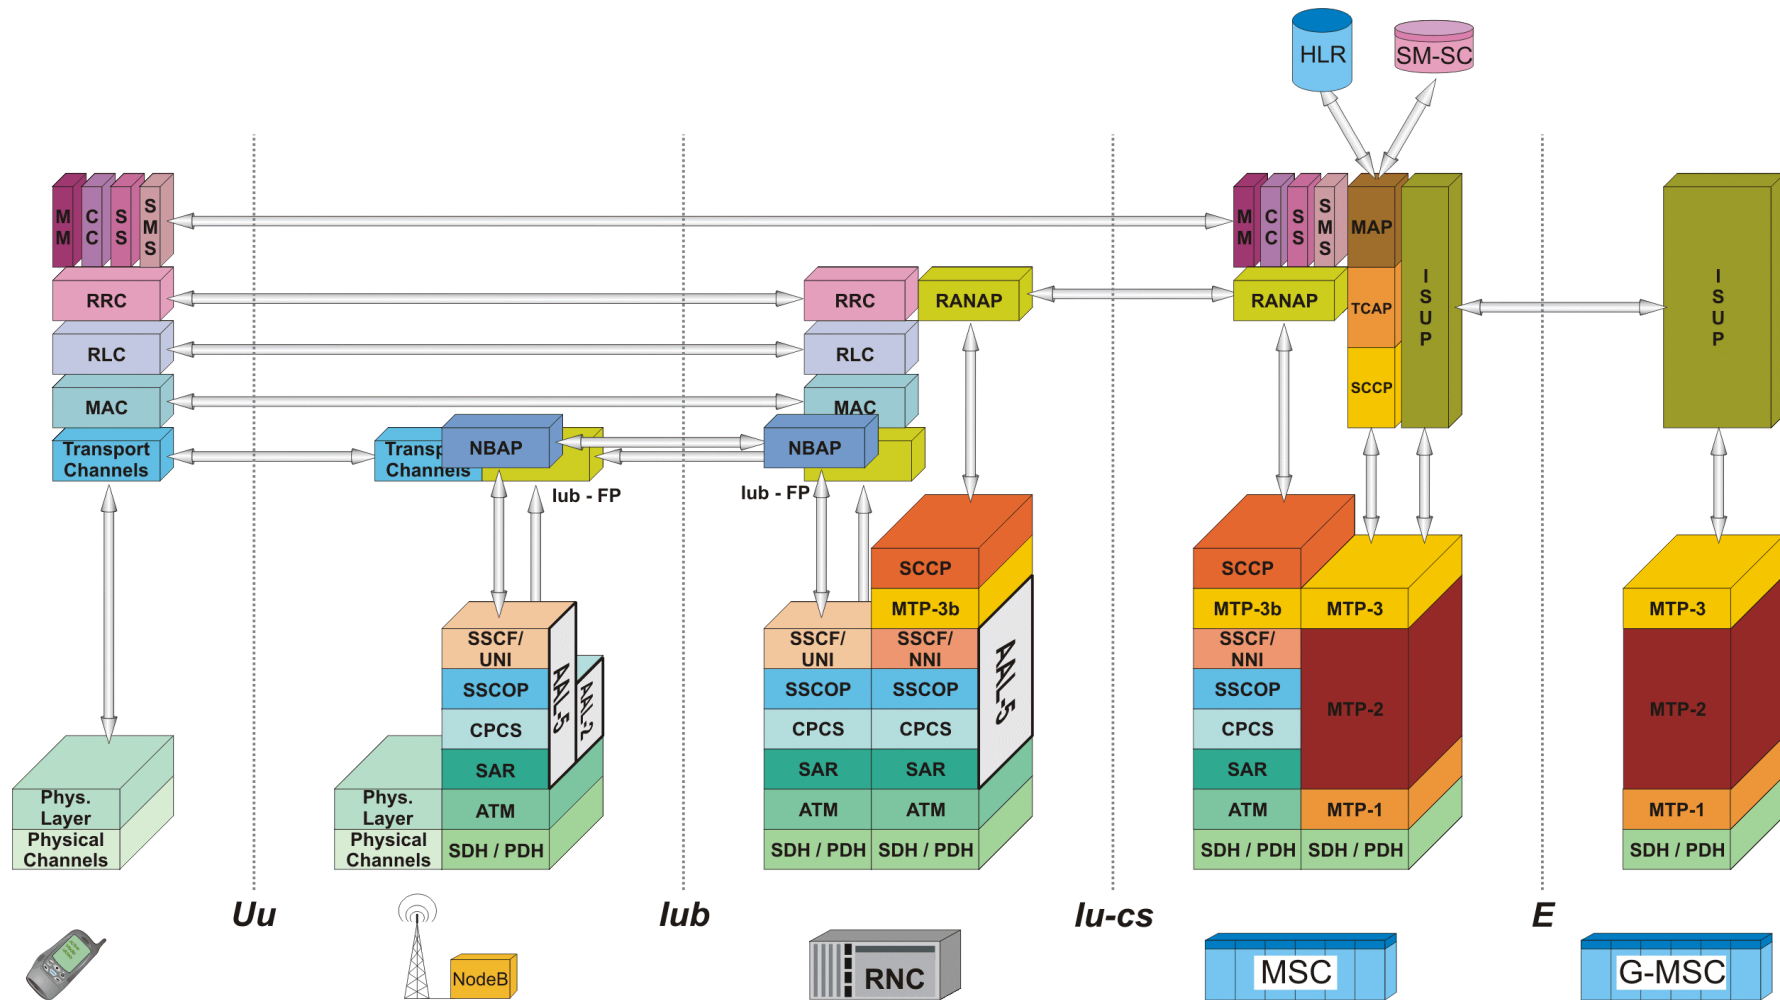 HLR
SM-SC
M
M
C
C
S
S
S
M
S
RRC
RLC
MAC
Transport
Channels
Phys.
Layer
Physical
Channels
Transp
Channels
NBAP
Iub - FP
SSCF/
UNI
SSCOP
CPCS
SAR
ATM
SDH / PDH
AAL-5
AAL-2
Phys.
Layer
Physical
Channels
RRC
RANAP
RLC
MAC
NBAP
Iub - FP
SCCP
MTP-3b
SSCF/
UNI
SSCF/
NNI
SSCOP
SSCOP
CPCS
CPCS
SAR
SAR
ATM
ATM
SDH / PDH
SDH / PDH
AAL-5
M
M
C
C
S
S
S
M
S
MAP
RANAP
TCAP
SCCP
I
S
U
P
SCCP
MTP-3b
MTP-3
SSCF/
NNI
SSCOP
CPCS
MTP-2
SAR
ATM
MTP-1
SDH / PDH
SDH / PDH
I
S
U
P
MTP-3
MTP-2
MTP-1
SDH / PDH
Uu
Iub
Iu-cs
E
NodeB
RNC
MSC
G-MSC